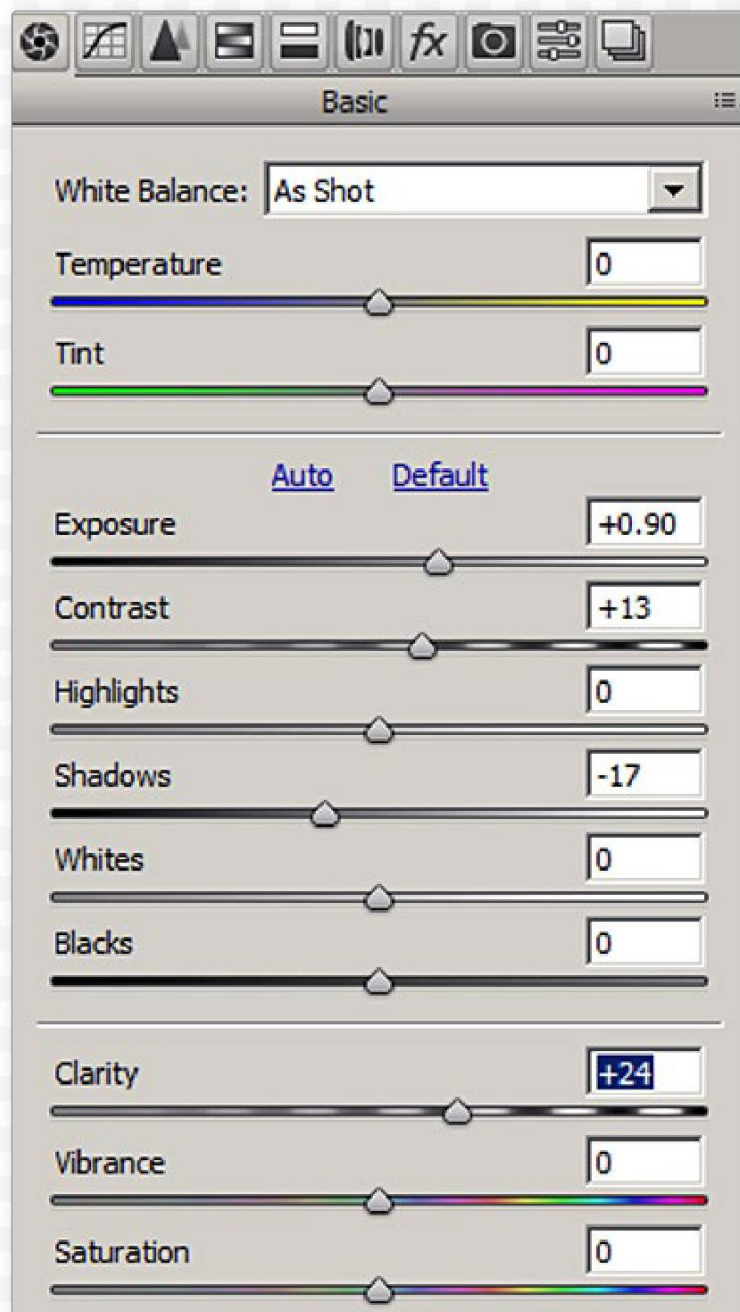 fx
Basic
White Balance: As Shot
Temperature 0
Tint 0
Auto Default
Exposure +0.90
Contrast +13
Highlights 0
Shadows -17
Whites 0
Blacks 0
Clarity +24
Vibrance 0
Saturation 0